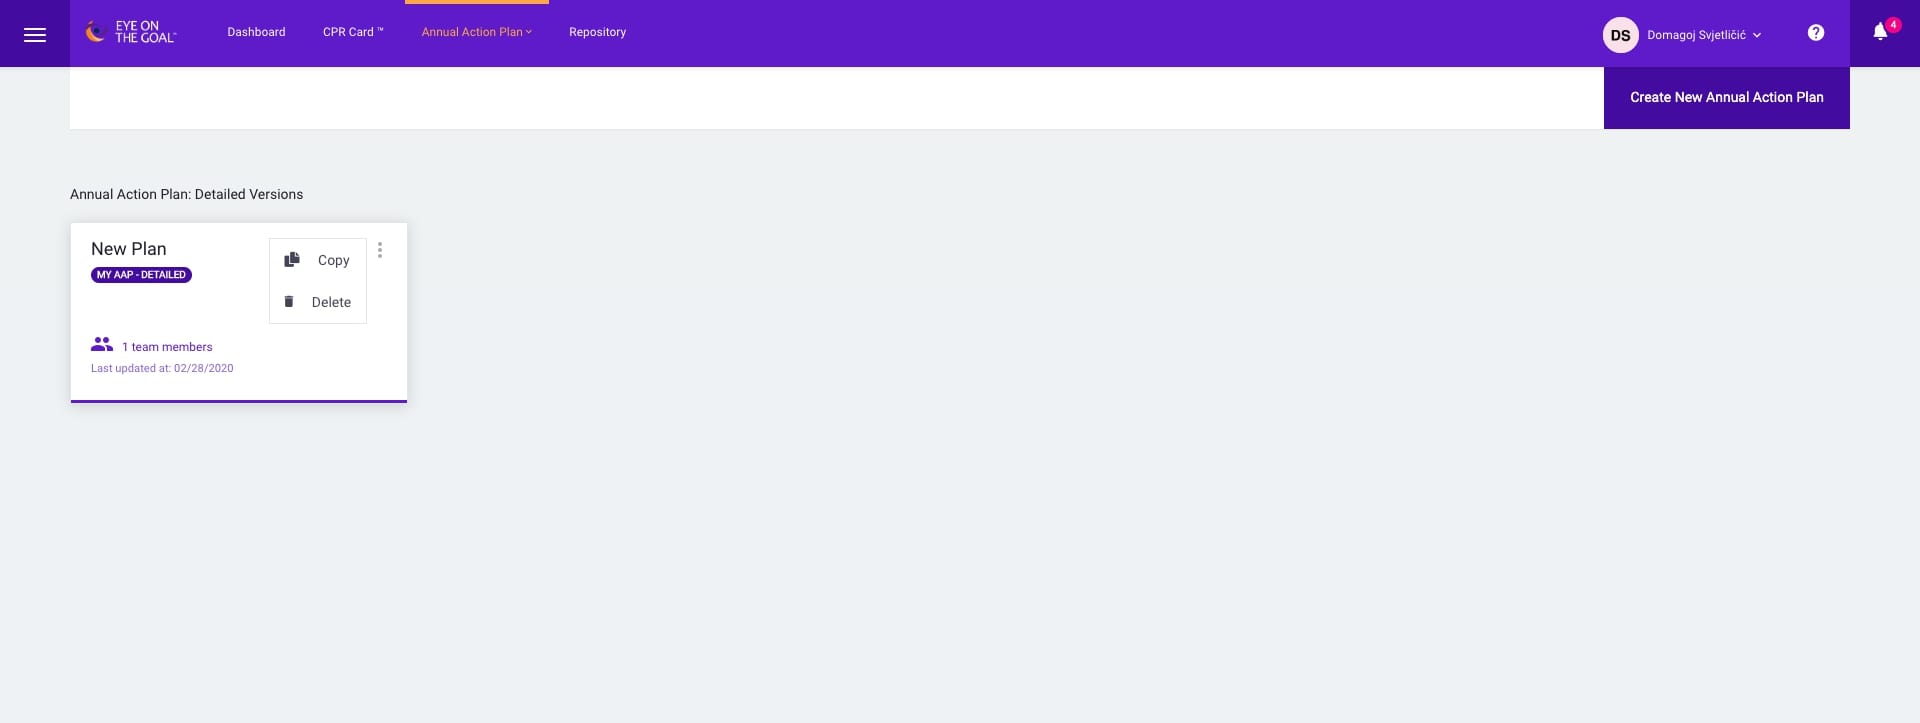 EYE ON
THE GOAL™
Dashboard
CPR Card ™
Annual Action Plan
Repository
DS
Domagoj Svjetličić
?
4
Create New Annual Action Plan
Annual Action Plan: Detailed Versions
New Plan
MY AAP - DETAILED
Copy
Delete
1 team members
Last updated at: 02/28/2020